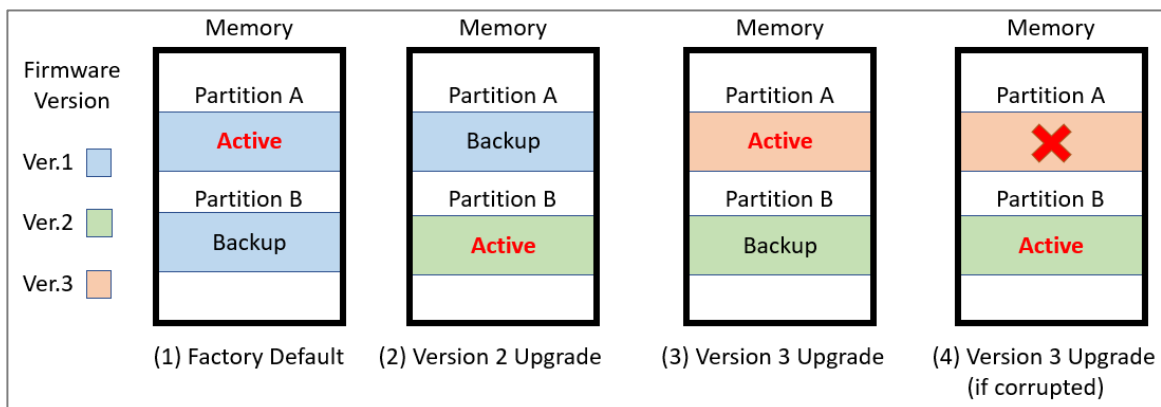 Firmware
Version
Ver.1
Ver.2
Ver.3
Memory
Partition A
Active
Partition B
Backup
(1) Factory Default
Memory
Partition A
Backup
Partition B
Active
(2) Version 2 Upgrade
Memory
Partition A
Active
Partition B
Backup
(3) Version 3 Upgrade
Memory
Partition A
Partition B
Active
(4) Version 3 Upgrade
(if corrupted)